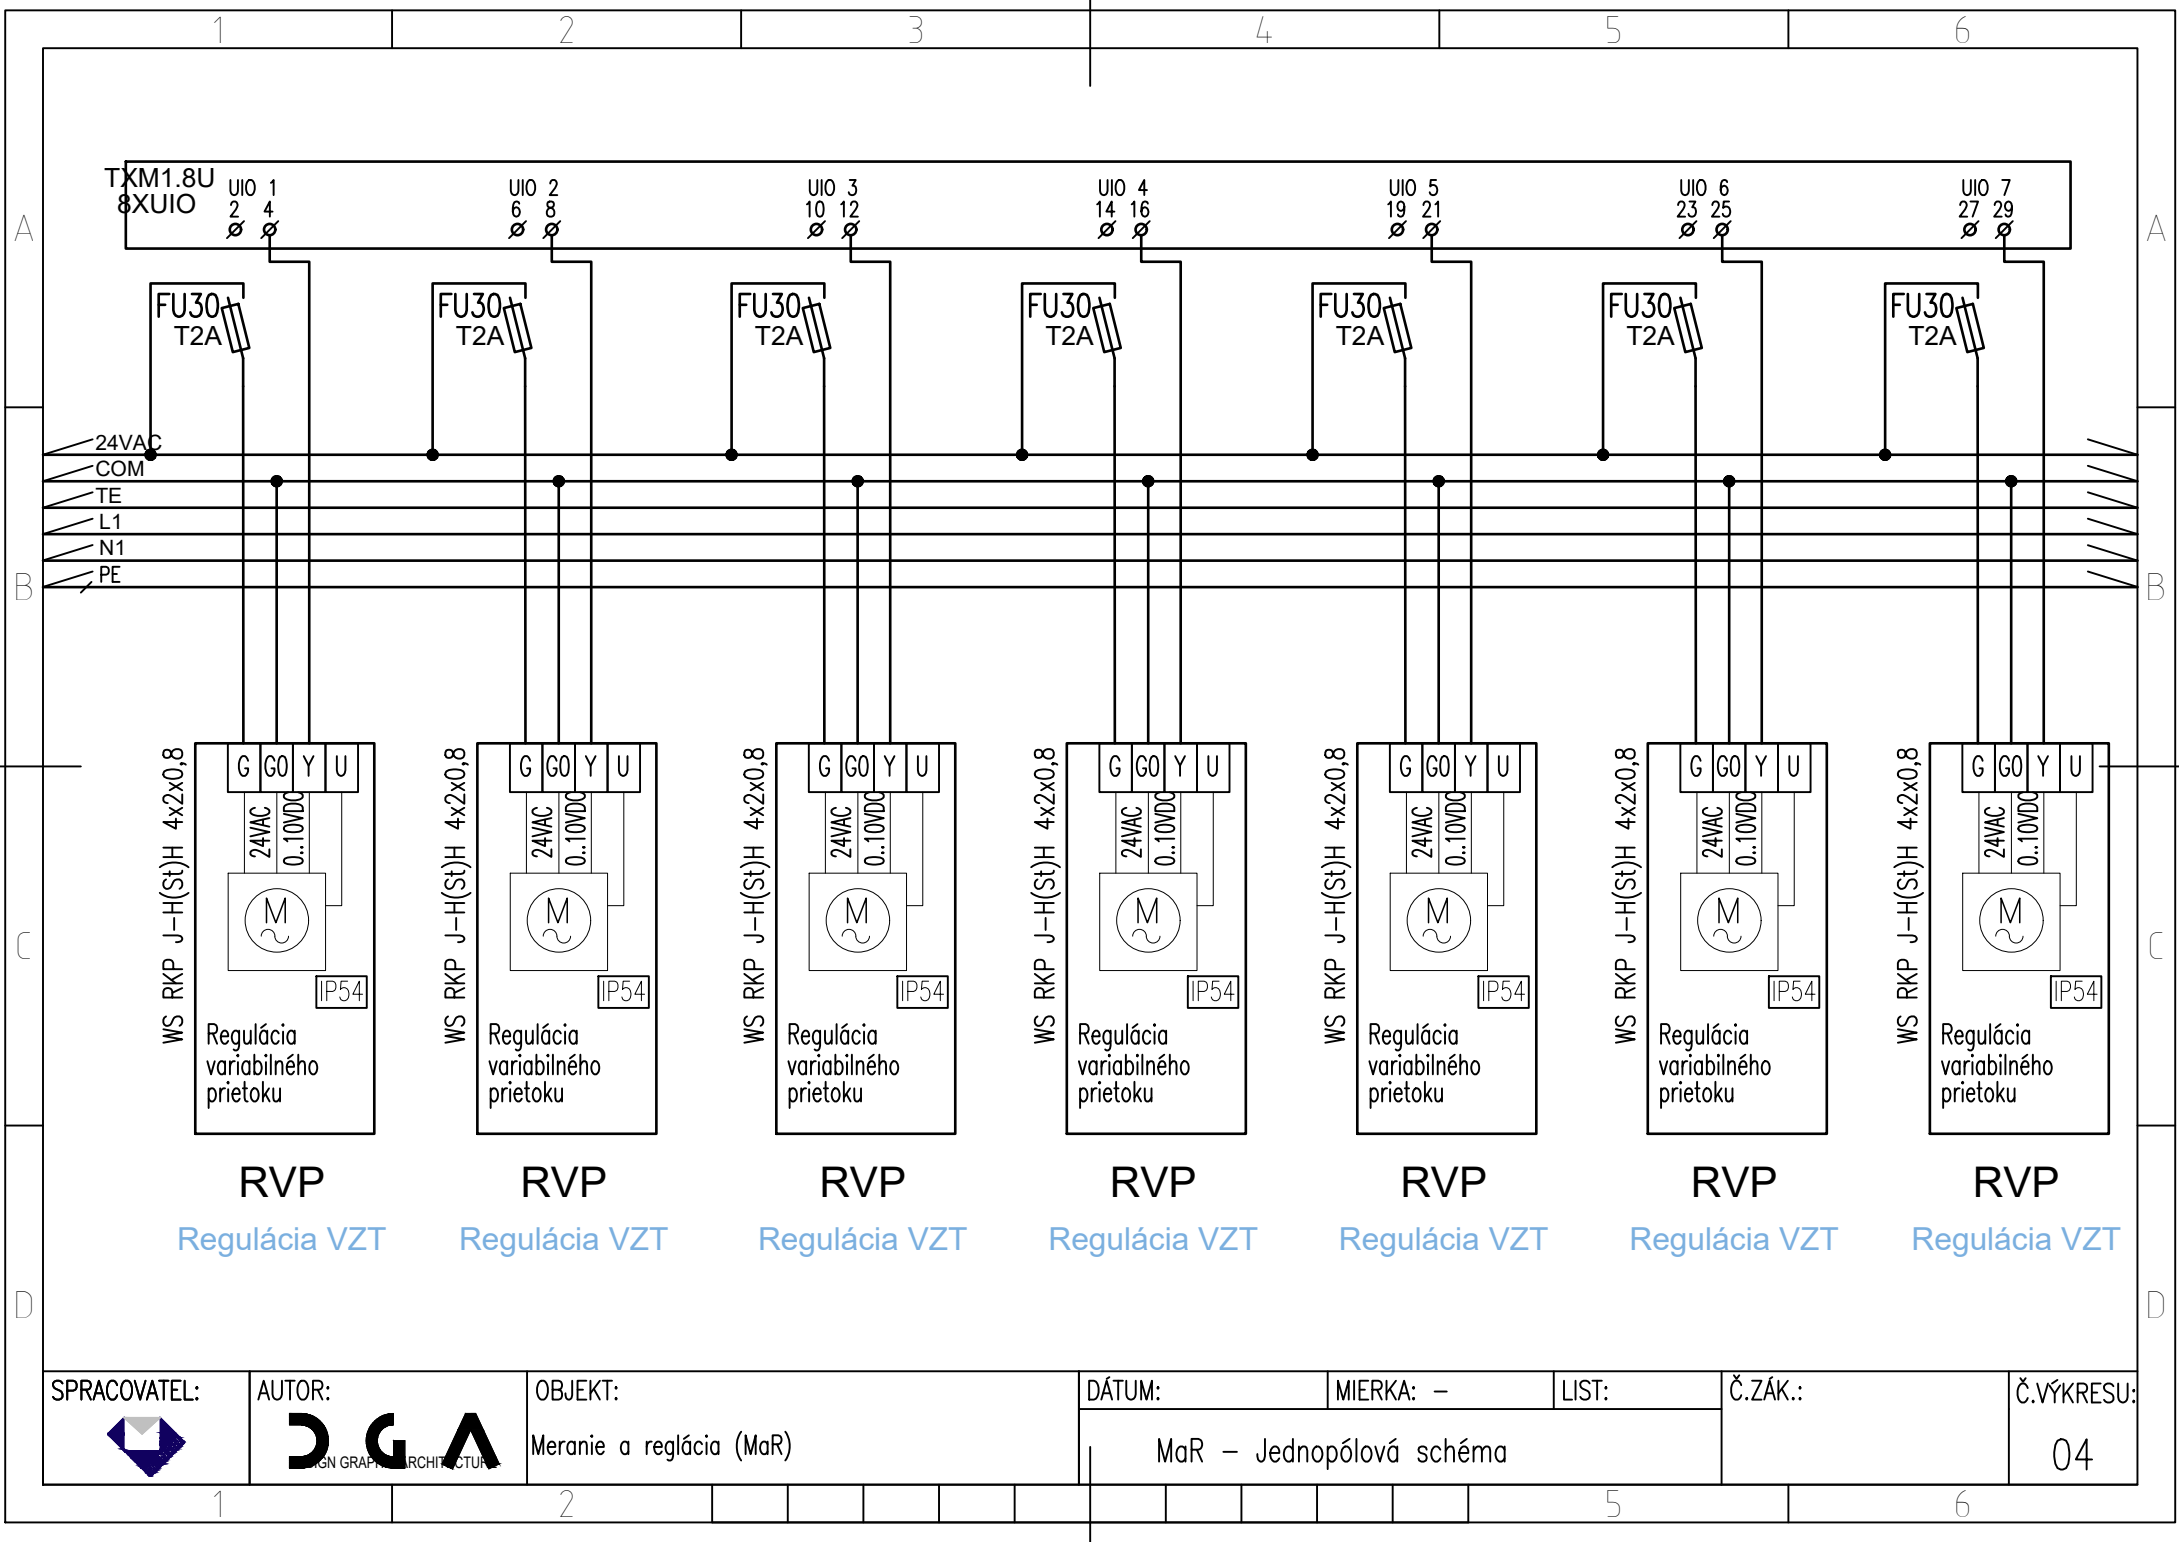 1 2 3 4 5 6
TXM1.8U
8XUIO
UIO 1 UIO 2 UIO 3 UIO 4 UIO 5 UIO 6 UIO 7
2 4 6 8 10 12 14 16 19 21 23 25 27 29
A A
FU30 FU30 FU30 FU30 FU30 FU30 FU30
T2A T2A T2A T2A T2A T2A T2A
24VAC
COM
TE
L1
N1
PE
B B
WS RKP J-H(St)H 4x2x0,8
G G0 Y U
24VAC
0..10VDC
M
IP54
Regulácia
variabilného
prietoku
RVP
Regulácia VZT
WS RKP J-H(St)H 4x2x0,8
G G0 Y U
24VAC
0..10VDC
M
IP54
Regulácia
variabilného
prietoku
RVP
Regulácia VZT
WS RKP J-H(St)H 4x2x0,8
G G0 Y U
24VAC
0..10VDC
M
IP54
Regulácia
variabilného
prietoku
RVP
Regulácia VZT
WS RKP J-H(St)H 4x2x0,8
G G0 Y U
24VAC
0..10VDC
M
IP54
Regulácia
variabilného
prietoku
RVP
Regulácia VZT
WS RKP J-H(St)H 4x2x0,8
G G0 Y U
24VAC
0..10VDC
M
IP54
Regulácia
variabilného
prietoku
RVP
Regulácia VZT
WS RKP J-H(St)H 4x2x0,8
G G0 Y U
24VAC
0..10VDC
M
IP54
Regulácia
variabilného
prietoku
RVP
Regulácia VZT
WS RKP J-H(St)H 4x2x0,8
G G0 Y U
24VAC
0..10VDC
M
IP54
Regulácia
variabilného
prietoku
RVP
Regulácia VZT
C C
D D
SPRACOVATEL:
AUTOR:
DGA
OBJEKT:
Meranie a reglácia (MaR)
DÁTUM:
MIERKA: -
LIST:
MaR - Jednopólová schéma
Č.ZÁK.:
Č.VÝKRESU:
04
1 2 5 6